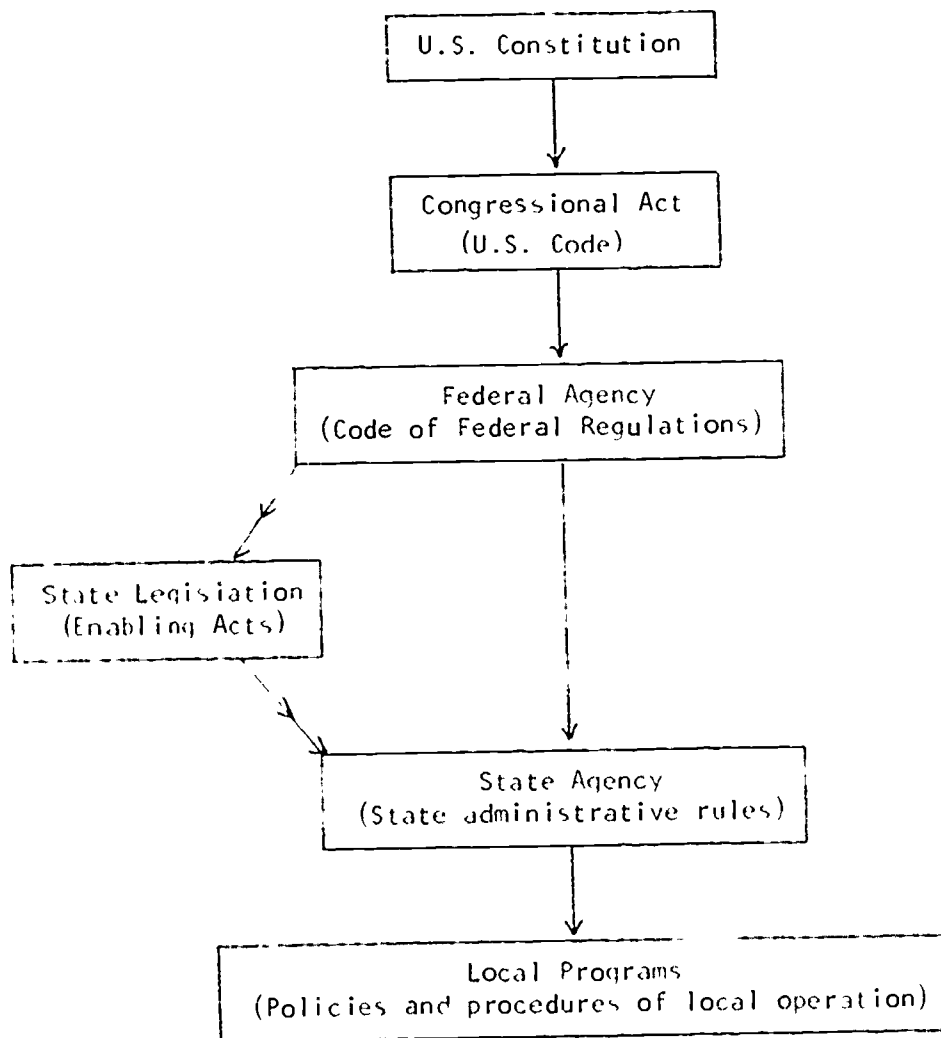 U.S. Constitution
Congressional Act
(U.S. Code)
Federal Agency
(Code of Federal Regulations)
State Legislation
(Enabling Acts)
State Agency
(State administrative rules)
Local Programs
(Policies and procedures of local operation)